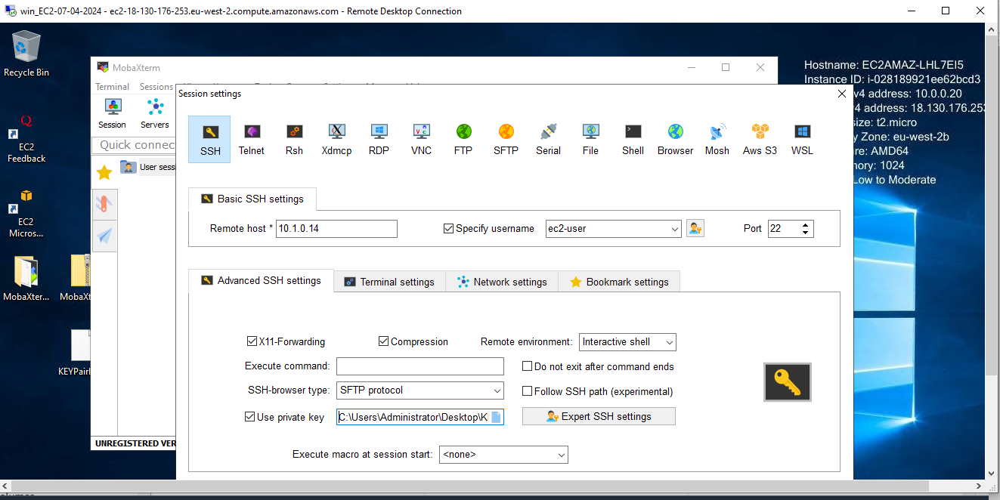 win_EC2-07-04-2024 - ec2-18-130-176-253.eu-west-2.compute.amazonaws.com - Remote Desktop Connection
Recycle Bin
EC2
Feedback
EC2
Micros...
MobaXter...
MobaXt
KEYPairl
MobaXterm
Terminal Sessions
Session
Servers
Quick connec
User sessi
UNREGISTERED VER
Hostname: EC2AMAZ-LHL7EI5
Instance ID: i-028189921ee62bcd3
v4 address: 10.0.0.20
v4 address: 18.130.176.253
size: t2.micro
y Zone: eu-west-2b
ure: AMD64
mory: 1024
Low to Moderate
Session settings
SSH
Telnet
Rsh
Xdmcp
RDP
VNC
FTP
SFTP
Serial
File
Shell
Browser
Mosh
Aws S3
WSL
Basic SSH settings
Remote host * 10.1.0.14
Specify username ec2-user
Port 22
Advanced SSH settings
Terminal settings
Network settings
Bookmark settings
X11-Forwarding
Compression
Remote environment: Interactive shell
Execute command:
Do not exit after command ends
SSH-browser type: SFTP protocol
Follow SSH path (experimental)
Use private key C:\Users\Administrator\Desktop\K
Expert SSH settings
Execute macro at session start: <none>